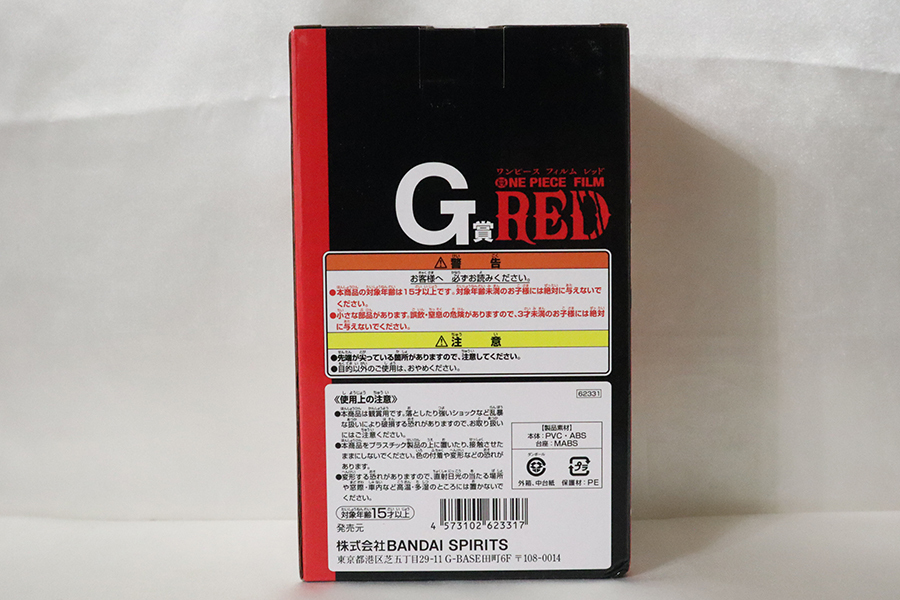 ワンピース フィルム レッド
ONE PIECE FILM
G賞 RED
⚠警告
お客様へ 必ずお読みください。
●本商品の対象年齢は15才以上です。対象年齢未満のお子様には絶対に与えないで
ください。
●小さな部品があります。誤飲・窒息の危険がありますので、3才未満のお子様には絶対
に与えないでください。
⚠注意
●先端が尖っている箇所がありますので、注意してください。
●目的以外のご使用は、おやめください。
《使用上の注意》
●本商品は観賞用です。落としたり強いショックなど乱暴
な扱いにより破損する恐れがありますので、お取り扱い
にはご注意ください。
●本商品をプラスチック製品の上に置いたり、接触させた
ままにしないでください。色の付着や変形などの恐れが
あります。
●変形する恐れがありますので、直射日光の当たる場所
や窓際・車内など高温・多湿のところには置かないで
ください。
対象年齢15才以上
62331
【製品素材】
本体：PVC・ABS
台座：MABS
ダンボール
プラ
外箱、中台紙 保護材：PE
4 573102 623317
発売元
株式会社BANDAI SPIRITS
東京都港区芝五丁目29-11 G-BASE田町6F 〒108-0014